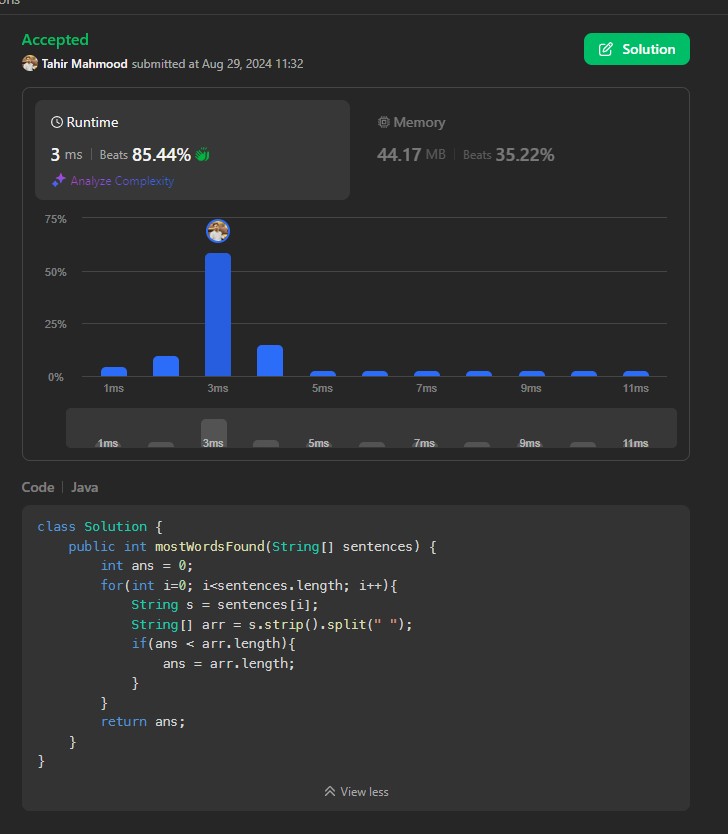 Accepted
Solution
Tahir Mahmood submitted at Aug 29, 2024 11:32
Runtime
Memory
3 ms | Beats 85.44%
44.17 MB | Beats 35.22%
Analyze Complexity
75%
50%
25%
0%
1ms 3ms 5ms 7ms 9ms 11ms
1ms 3ms 5ms 7ms 9ms 11ms
Code | Java
class Solution {
    public int mostWordsFound(String[] sentences) {
        int ans = 0;
        for(int i=0; i<sentences.length; i++){
            String s = sentences[i];
            String[] arr = s.strip().split(" ");
            if(ans < arr.length){
                ans = arr.length;
            }
        }
        return ans;
    }
}
View less